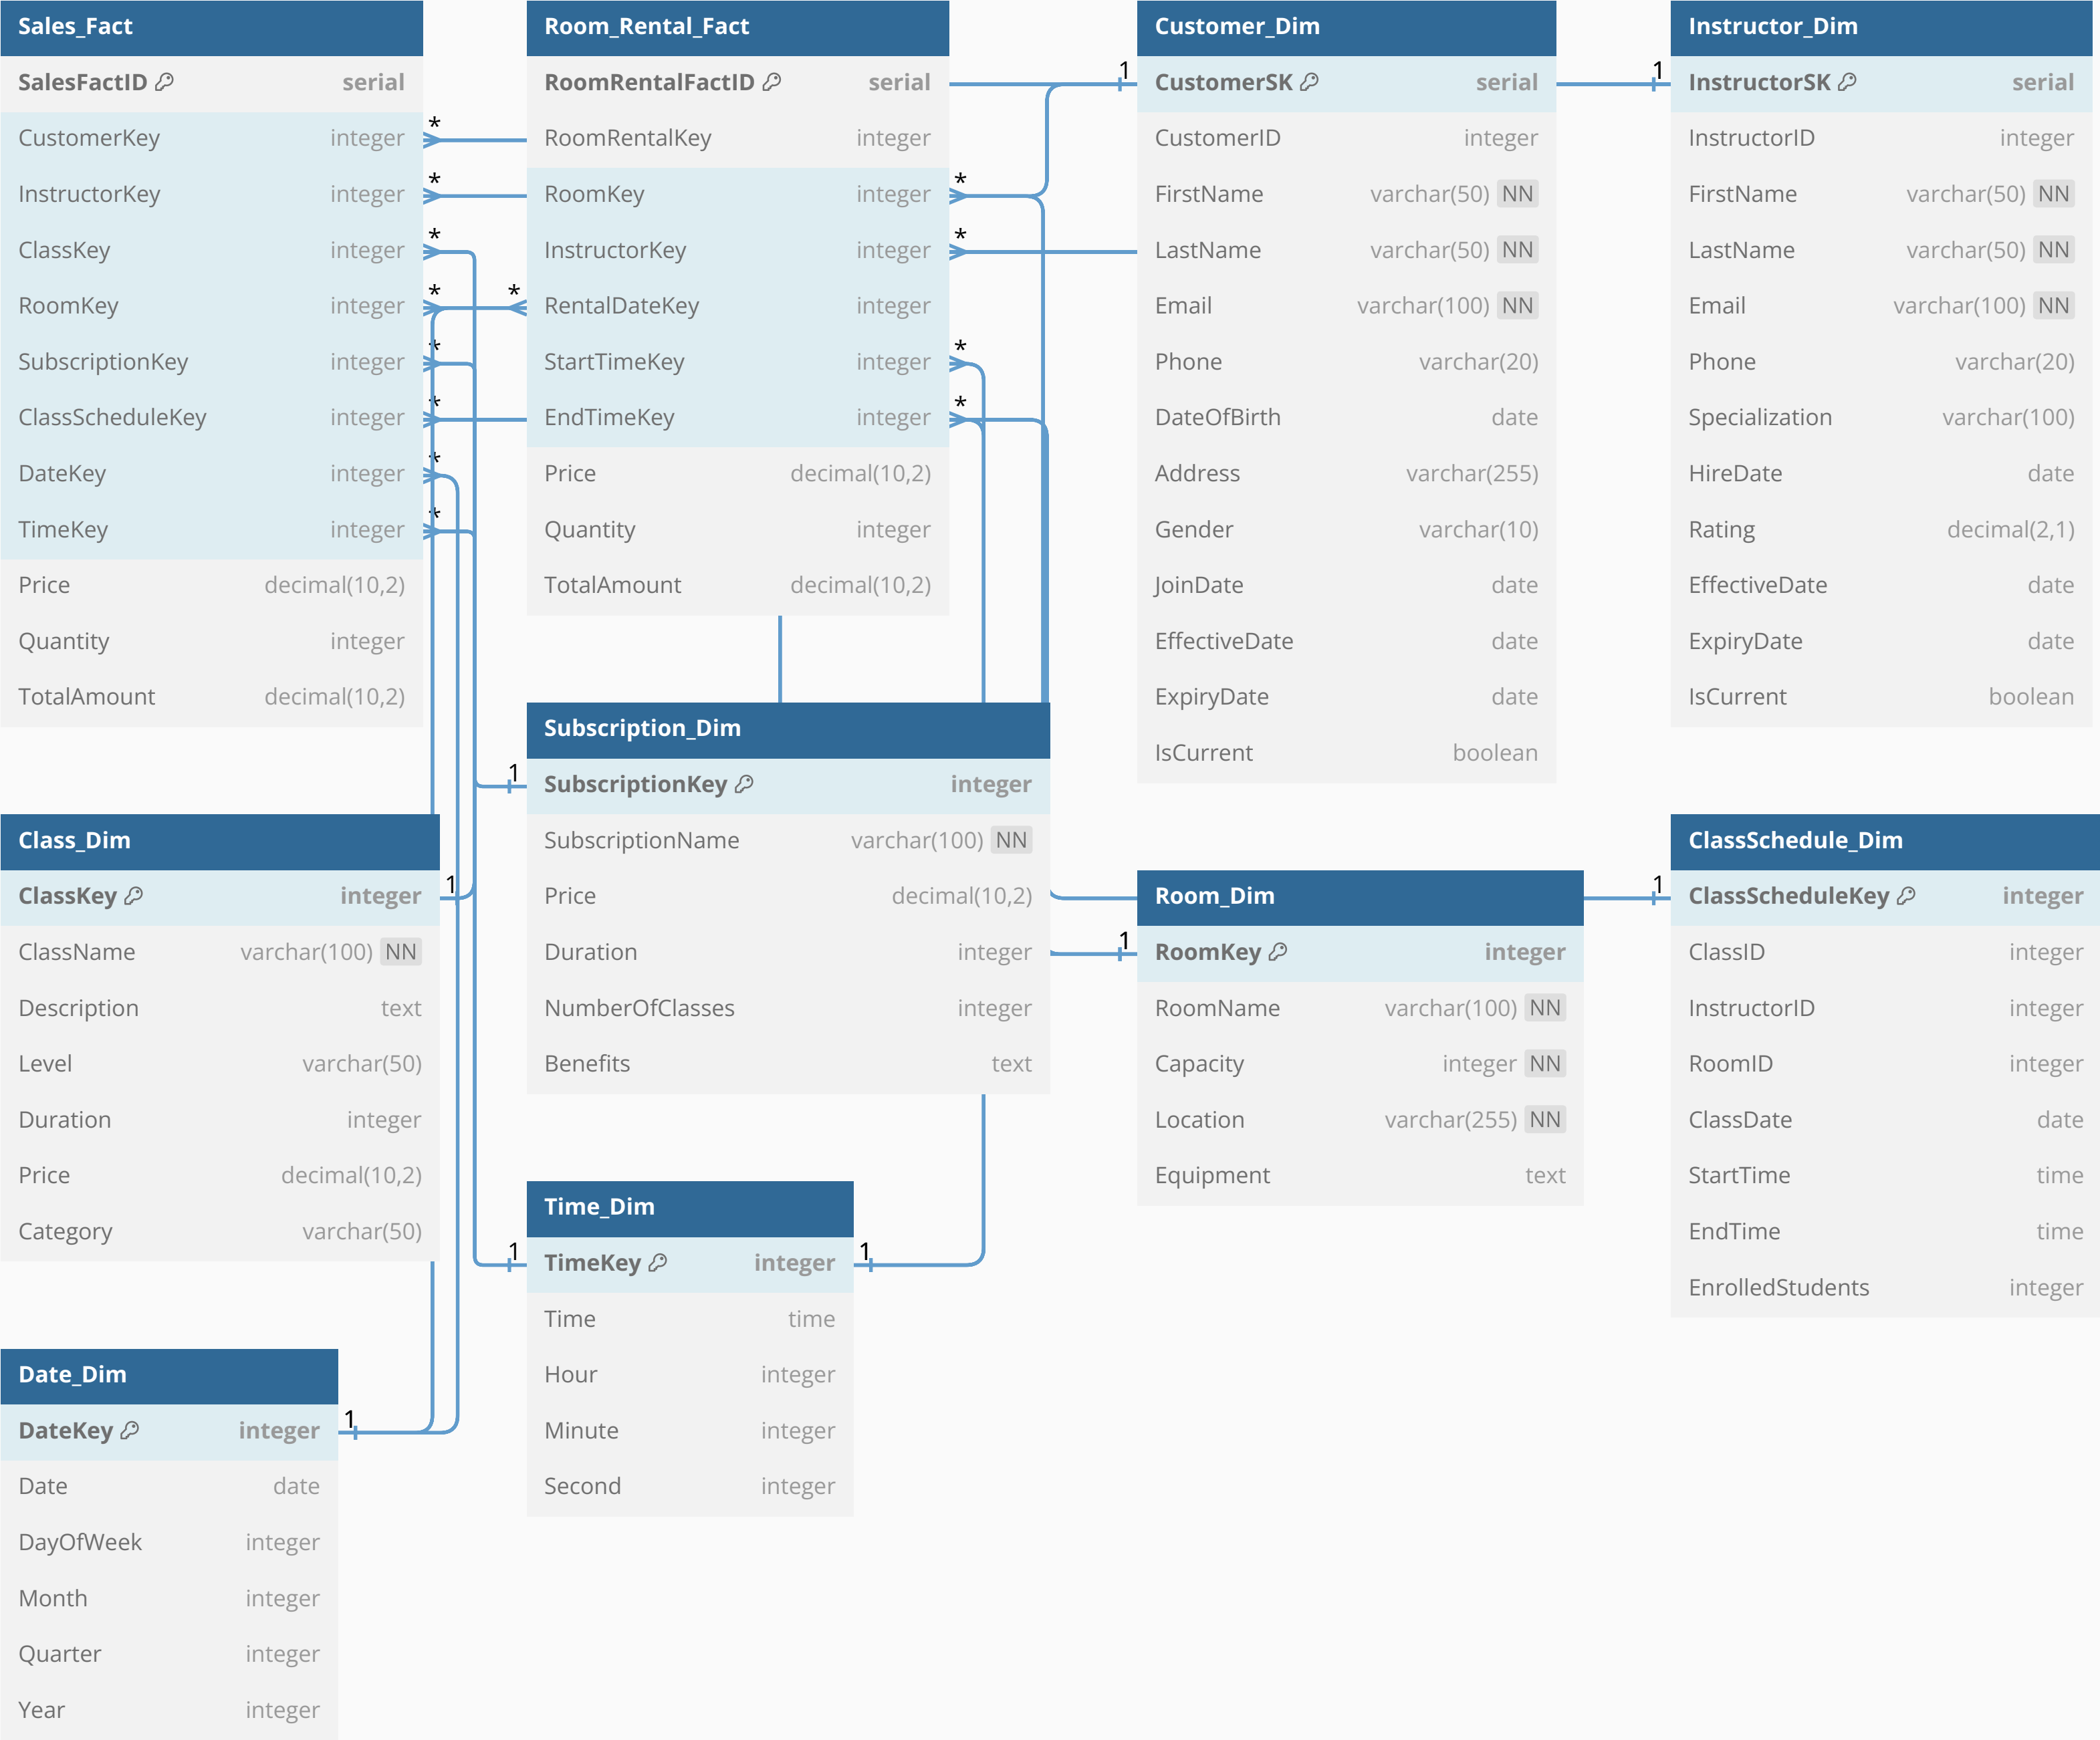 Sales_Fact
SalesFactID serial
CustomerKey integer
InstructorKey integer
ClassKey integer
RoomKey integer
SubscriptionKey integer
ClassScheduleKey integer
DateKey integer
TimeKey integer
Price decimal(10,2)
Quantity integer
TotalAmount decimal(10,2)
* * * * * * * *
Room_Rental_Fact
RoomRentalFactID serial
RoomRentalKey integer
RoomKey integer *
InstructorKey integer *
* RentalDateKey integer
StartTimeKey integer *
EndTimeKey integer *
Price decimal(10,2)
Quantity integer
TotalAmount decimal(10,2)
Customer_Dim
1 CustomerSK serial
CustomerID integer
FirstName varchar(50) NN
LastName varchar(50) NN
Email varchar(100) NN
Phone varchar(20)
DateOfBirth date
Address varchar(255)
Gender varchar(10)
JoinDate date
EffectiveDate date
ExpiryDate date
IsCurrent boolean
Instructor_Dim
1 InstructorSK serial
InstructorID integer
FirstName varchar(50) NN
LastName varchar(50) NN
Email varchar(100) NN
Phone varchar(20)
Specialization varchar(100)
HireDate date
Rating decimal(2,1)
EffectiveDate date
ExpiryDate date
IsCurrent boolean
Subscription_Dim
1 SubscriptionKey integer
SubscriptionName varchar(100) NN
Price decimal(10,2)
Duration integer
NumberOfClasses integer
Benefits text
Class_Dim
ClassKey integer 1
ClassName varchar(100) NN
Description text
Level varchar(50)
Duration integer
Price decimal(10,2)
Category varchar(50)
Room_Dim
1 RoomKey integer
RoomName varchar(100) NN
Capacity integer NN
Location varchar(255) NN
Equipment text
ClassSchedule_Dim
1 ClassScheduleKey integer
ClassID integer
InstructorID integer
RoomID integer
ClassDate date
StartTime time
EndTime time
EnrolledStudents integer
Time_Dim
1 TimeKey integer 1
Time time
Hour integer
Minute integer
Second integer
Date_Dim
DateKey integer 1
Date date
DayOfWeek integer
Month integer
Quarter integer
Year integer